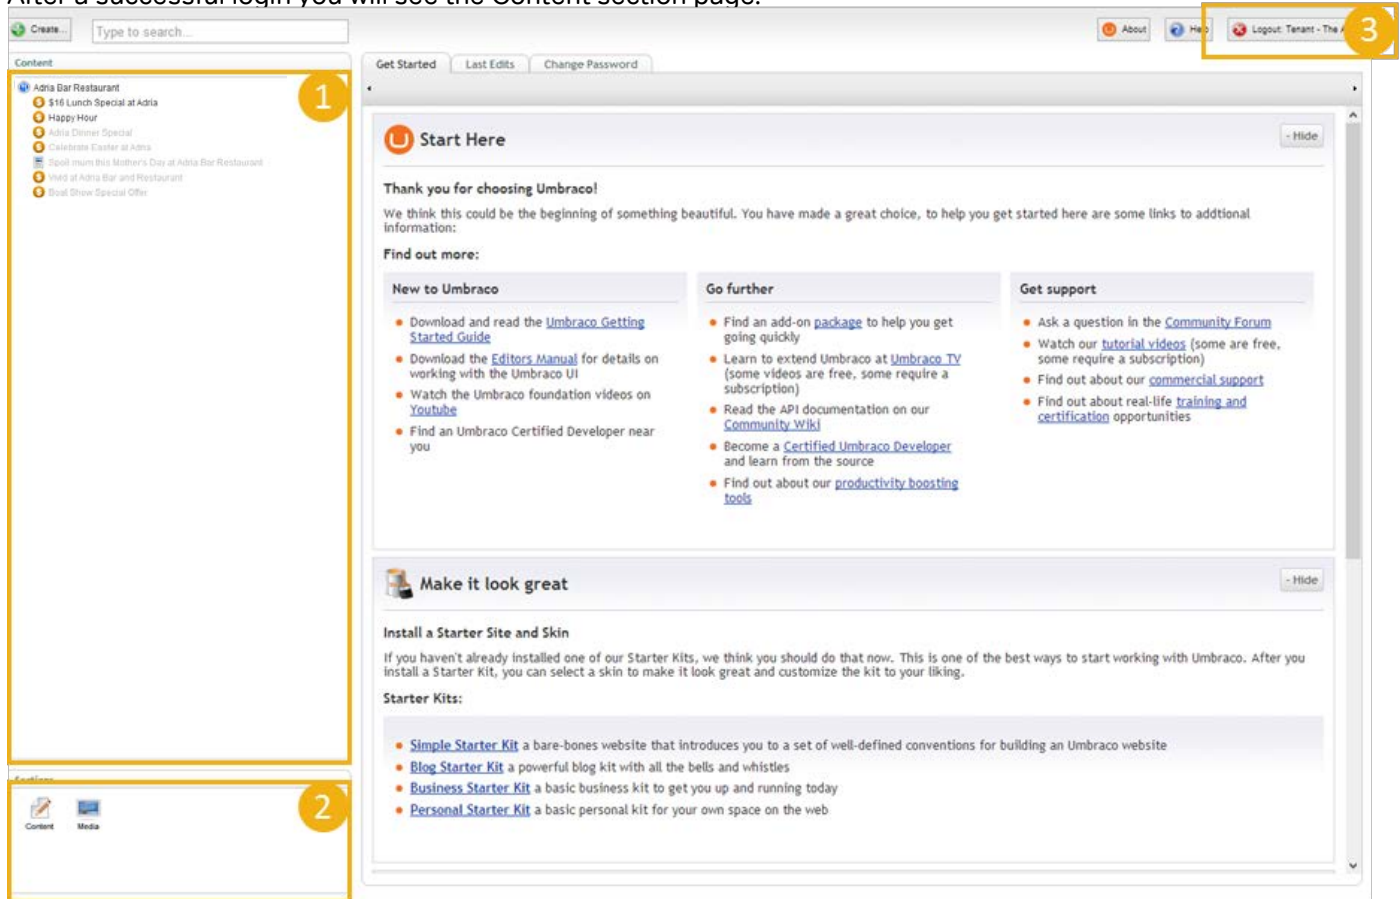 After a successful login you will see the Content section page.
Create...
Type to search...
About
Help
Logout: Tenant - The
3
Content
Get Started
Last Edits
Change Password
1
Adria Bar Restaurant
$16 Lunch Special at Adria
Happy Hour
Adria Dinner Special
Celebrate Easter at Adria
Spoil mum this Mother's Day at Adria Bar Restaurant
Vivid at Adria Bar and Restaurant
Boat Show Special Offer
Start Here
- Hide
Thank you for choosing Umbraco!
We think this could be the beginning of something beautiful. You have made a great choice, to help you get started here are some links to addtional
information:
Find out more:
New to Umbraco
Download and read the Umbraco Getting
Started Guide
Download the Editors Manual for details on
working with the Umbraco UI
Watch the Umbraco foundation videos on
Youtube
Find an Umbraco Certified Developer near
you
Go further
Find an add-on package to help you get
going quickly
Learn to extend Umbraco at Umbraco TV
(some videos are free, some require a
subscription)
Read the API documentation on our
Community Wiki
Become a Certified Umbraco Developer
and learn from the source
Find out about our productivity boosting
tools
Get support
Ask a question in the Community Forum
Watch our tutorial videos (some are free,
some require a subscription)
Find out about our commercial support
Find out about real-life training and
certification opportunities
Make it look great
- Hide
Install a Starter Site and Skin
If you haven't already installed one of our Starter Kits, we think you should do that now. This is one of the best ways to start working with Umbraco. After you
install a Starter Kit, you can select a skin to make it look great and customize the kit to your liking.
Starter Kits:
Simple Starter Kit a bare-bones website that introduces you to a set of well-defined conventions for building an Umbraco website
Blog Starter Kit a powerful blog kit with all the bells and whistles
Business Starter Kit a basic business kit to get you up and running today
Personal Starter Kit a basic personal kit for your own space on the web
Sections
2
Content
Media